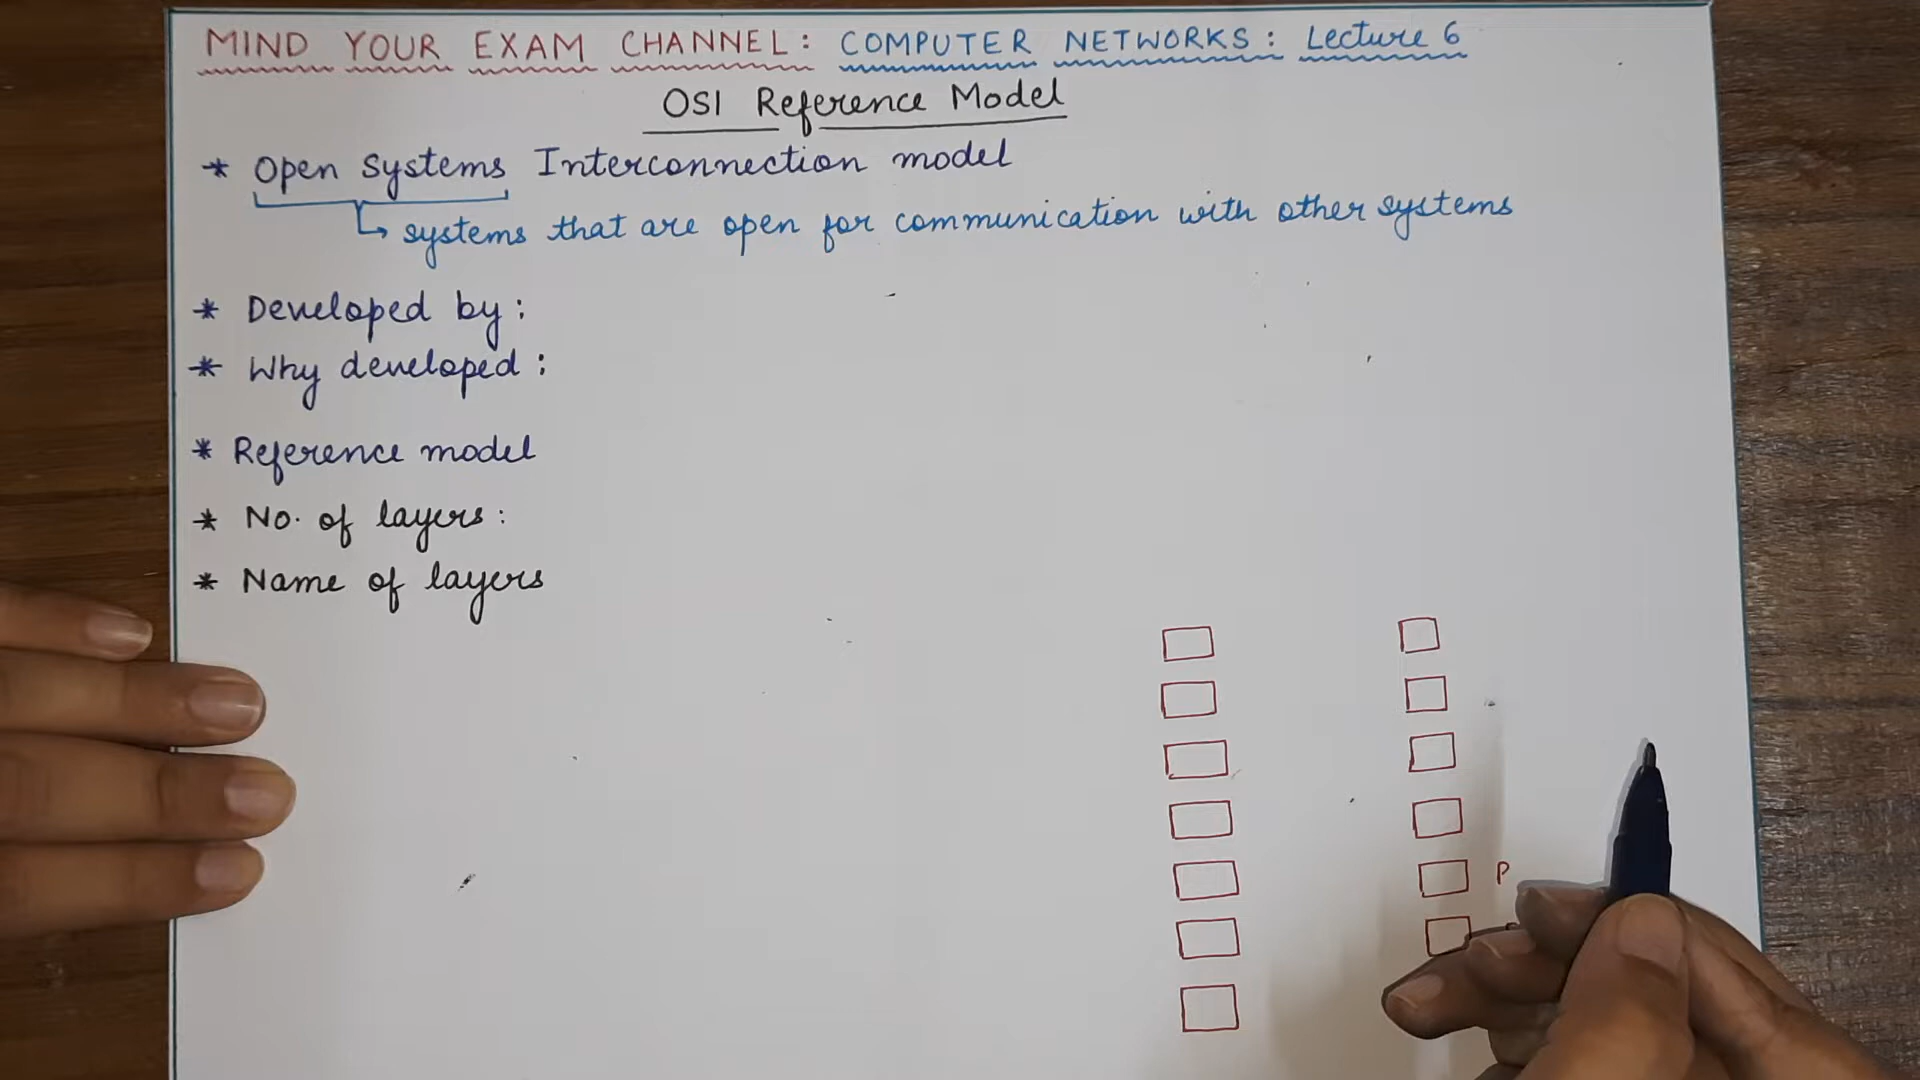 MIND YOUR EXAM CHANNEL: COMPUTER NETWORKS: Lecture 6
OSI Reference Model
* Open Systems Interconnection model
↳ systems that are open for communication with other systems
* Developed by:
* Why developed:
* Reference model
* No. of layers:
* Name of layers
P